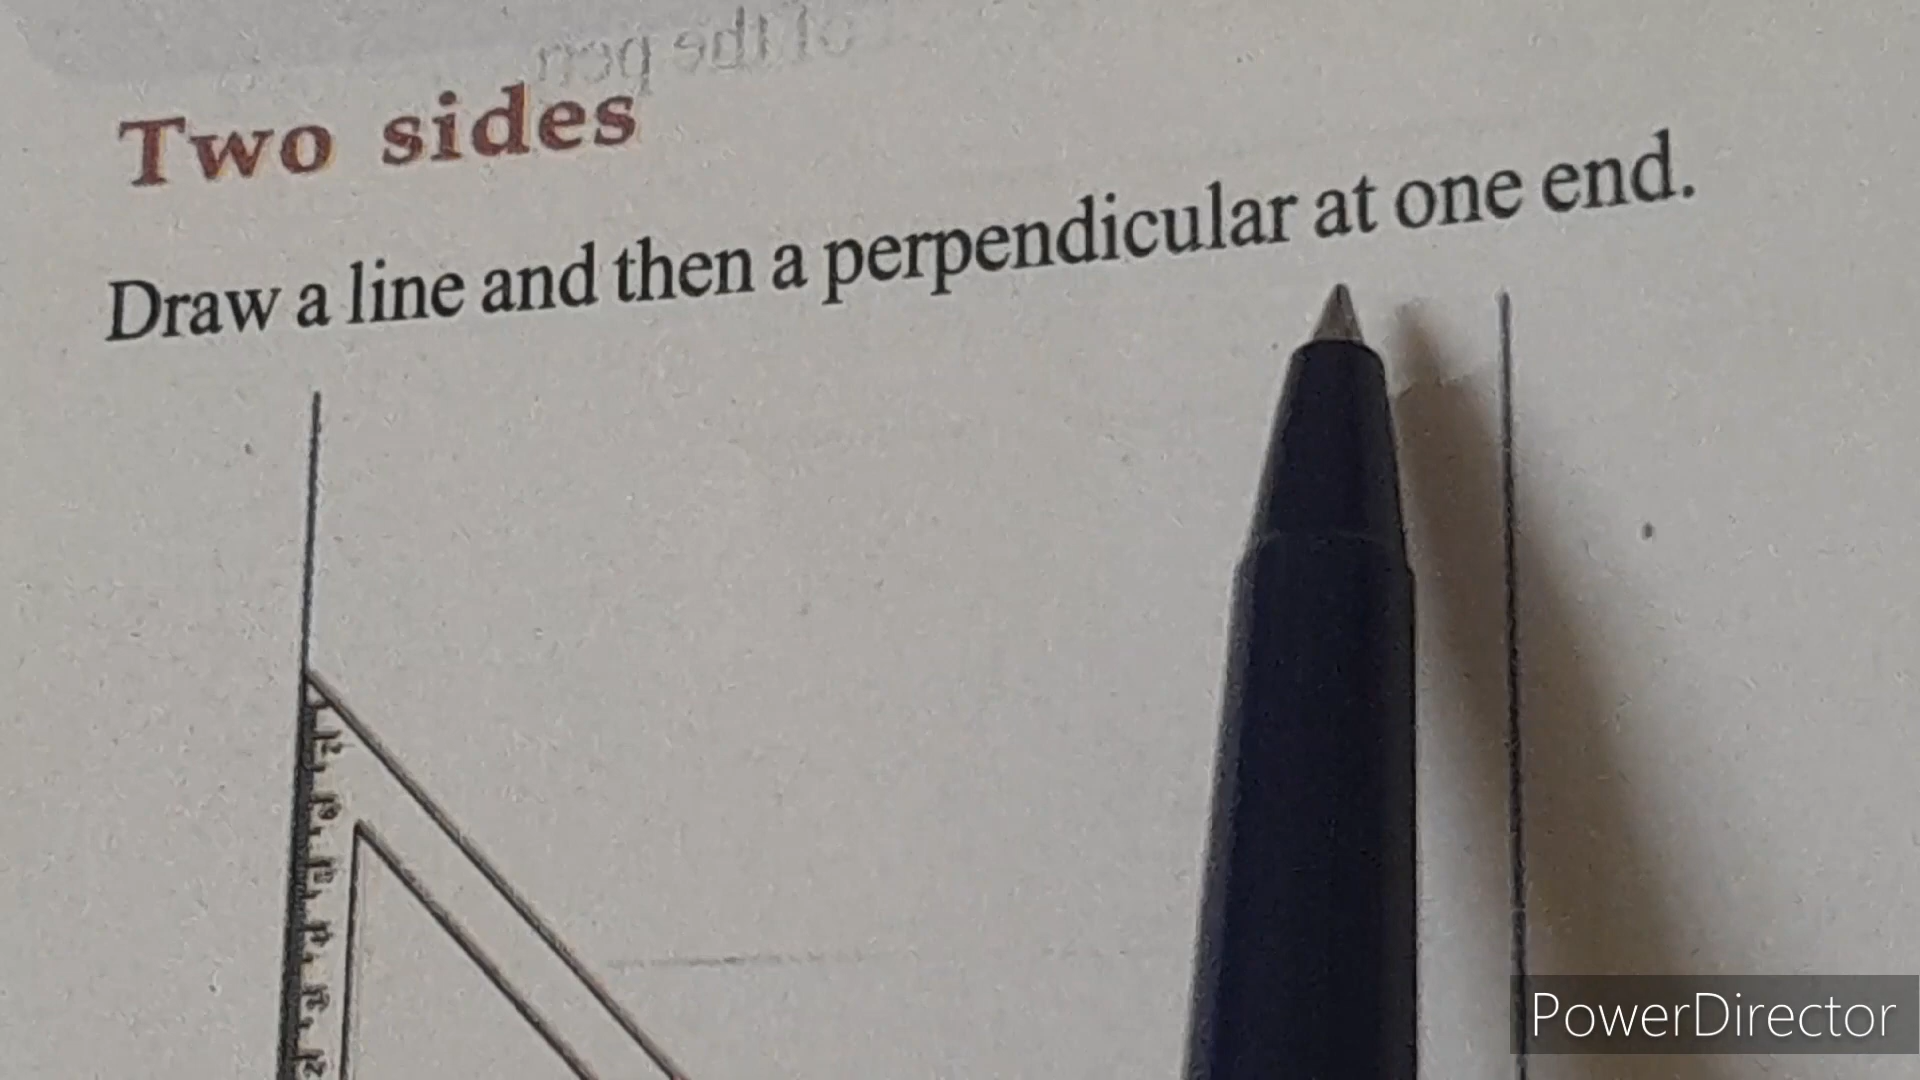 Two sides
Draw a line and then a perpendicular at one end.
PowerDirector